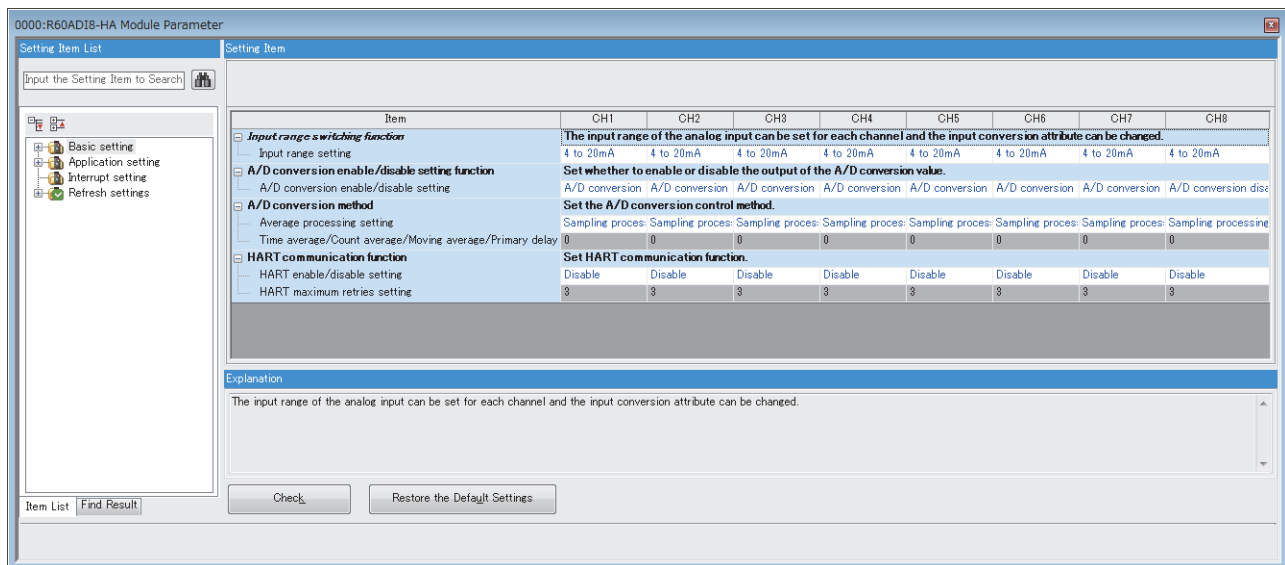 0000:R60ADI8-HA Module Parameter
Setting Item List
Input the Setting Item to Search
Basic setting
Application setting
Interrupt setting
Refresh settings
Item List Find Result
Setting Item
Item CH1 CH2 CH3 CH4 CH5 CH6 CH7 CH8
Input range switching function The input range of the analog input can be set for each channel and the input conversion attribute can be changed.
Input range setting 4 to 20mA 4 to 20mA 4 to 20mA 4 to 20mA 4 to 20mA 4 to 20mA 4 to 20mA 4 to 20mA
A/D conversion enable/disable setting function Set whether to enable or disable the output of the A/D conversion value.
A/D conversion enable/disable setting A/D conversion A/D conversion A/D conversion A/D conversion A/D conversion A/D conversion A/D conversion A/D conversion disa
A/D conversion method Set the A/D conversion control method.
Average processing setting Sampling proces Sampling proces Sampling proces Sampling proces Sampling proces Sampling proces Sampling proces Sampling processing
Time average/Count average/Moving average/Primary delay 0 0 0 0 0 0 0 0
HART communication function Set HART communication function.
HART enable/disable setting Disable Disable Disable Disable Disable Disable Disable Disable
HART maximum retries setting 3 3 3 3 3 3 3 3
Explanation
The input range of the analog input can be set for each channel and the input conversion attribute can be changed.
Check Restore the Default Settings